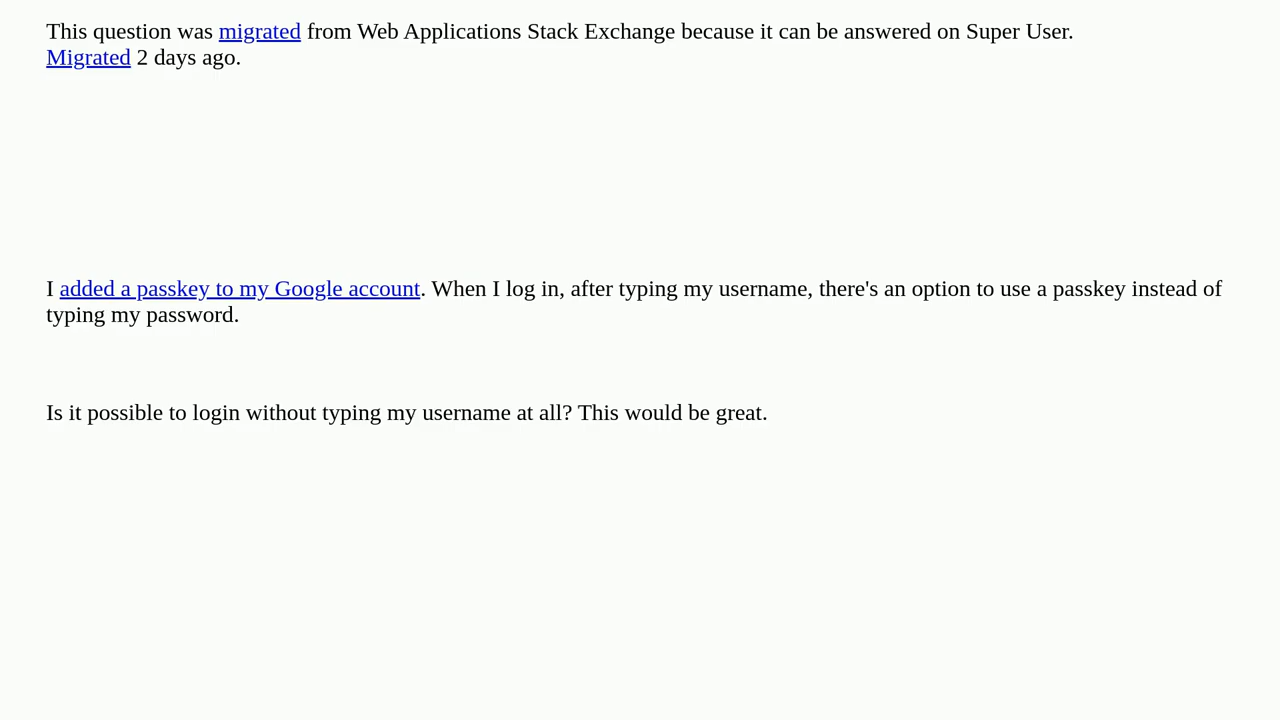 This question was migrated from Web Applications Stack Exchange because it can be answered on Super User.
Migrated 2 days ago.
I added a passkey to my Google account. When I log in, after typing my username, there's an option to use a passkey instead of
typing my password.
Is it possible to login without typing my username at all? This would be great.